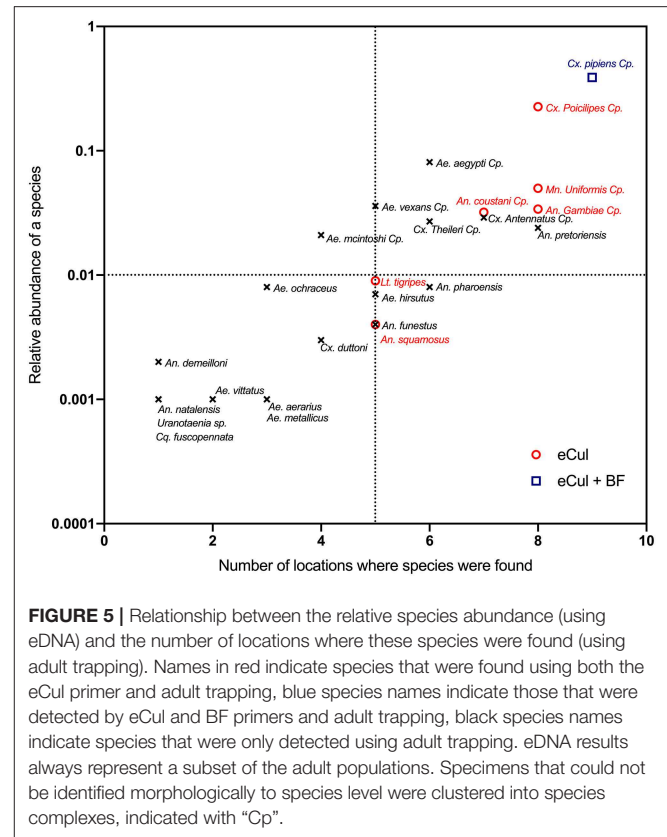 1
Cx. pipiens Cp.
Cx. Poicilipes Cp.
0.1
Ae. aegypti Cp.
Mn. Uniformis Cp.
An. coustani Cp.
Ae. vexans Cp.
An. Gambiae Cp.
Cx. Antennatus Cp.
Cx. Theileri Cp.
Ae. mcintoshi Cp.
An. pretoriensis
0.01
Lt. tigripes
Ae. ochraceus
An. pharoensis
Ae. hirsutus
An. funestus
An. squamosus
Cx. duttoni
An. demeilloni
Ae. vittatus
0.001
An. natalensis
Ae. aerarius
Ae. metallicus
Uranotaenia sp.
Cq. fuscopennata
eCul
eCul + BF
0.0001
0 2 4 6 8 10
Relative abundance of a species
Number of locations where species were found
FIGURE 5 | Relationship between the relative species abundance (using
eDNA) and the number of locations where these species were found (using
adult trapping). Names in red indicate species that were found using both the
eCul primer and adult trapping, blue species names indicate those that were
detected by eCul and BF primers and adult trapping, black species names
indicate species that were only detected using adult trapping. eDNA results
always represent a subset of the adult populations. Specimens that could not
be identified morphologically to species level were clustered into species
complexes, indicated with “Cp”.